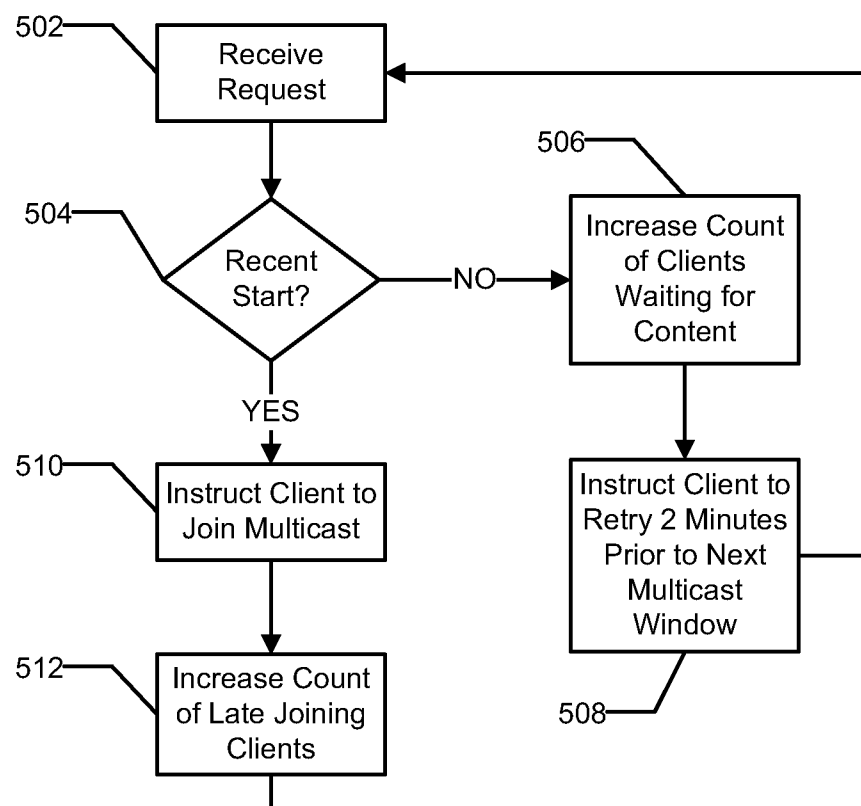 502
Receive
Request
504
Recent
Start?
NO
506
Increase Count
of Clients
Waiting for
Content
YES
510
Instruct Client to
Join Multicast
Instruct Client to
Retry 2 Minutes
Prior to Next
Multicast
Window
508
512
Increase Count
of Late Joining
Clients